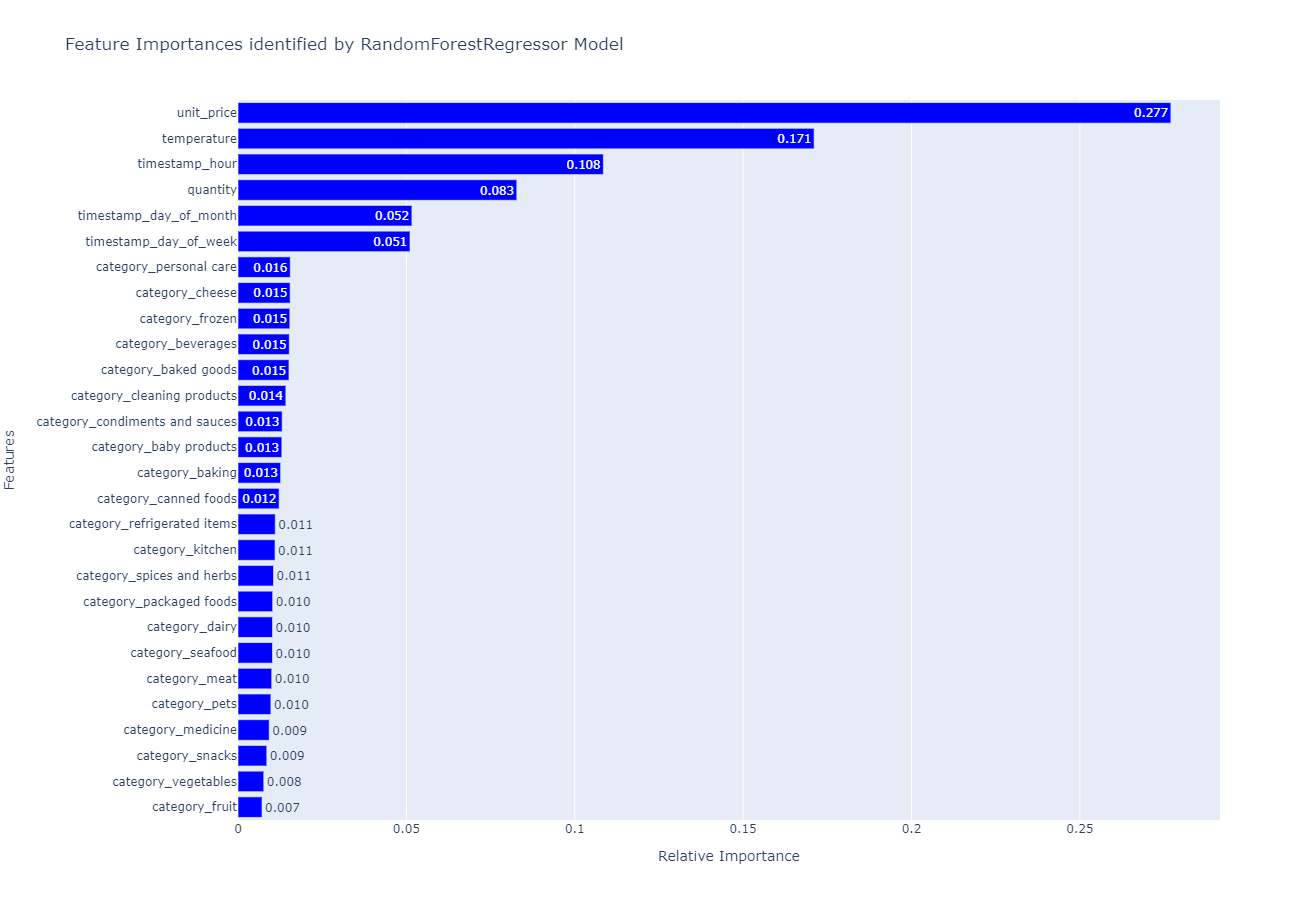 Feature Importances identified by RandomForestRegressor Model
unit_price 0.277
temperature 0.171
timestamp_hour 0.108
quantity 0.083
timestamp_day_of_month 0.052
timestamp_day_of_week 0.051
category_personal care 0.016
category_cheese 0.015
category_frozen 0.015
category_beverages 0.015
category_baked goods 0.015
category_cleaning products 0.014
category_condiments and sauces 0.013
category_baby products 0.013
category_baking 0.013
category_canned foods 0.012
category_refrigerated items 0.011
category_kitchen 0.011
category_spices and herbs 0.011
category_packaged foods 0.010
category_dairy 0.010
category_seafood 0.010
category_meat 0.010
category_pets 0.010
category_medicine 0.009
category_snacks 0.009
category_vegetables 0.008
category_fruit 0.007
0 0.05 0.1 0.15 0.2 0.25
Relative Importance
Features